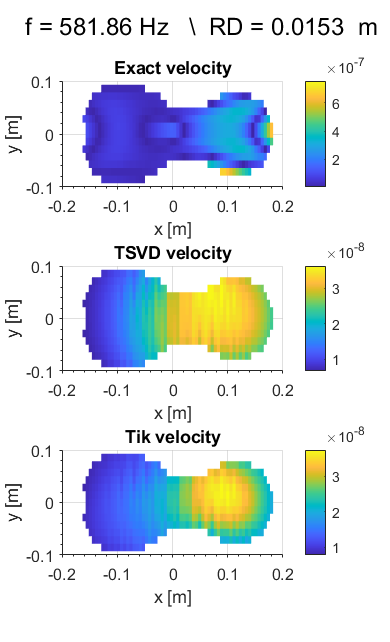 f = 581.86 Hz \ RD = 0.0153 m
Exact velocity
×10-7
0.1
0
-0.1
y [m]
6
4
2
-0.2 -0.1 0 0.1 0.2
x [m]
TSVD velocity
×10-8
0.1
0
-0.1
y [m]
3
2
1
-0.2 -0.1 0 0.1 0.2
x [m]
Tik velocity
×10-8
0.1
0
-0.1
y [m]
3
2
1
-0.2 -0.1 0 0.1 0.2
x [m]